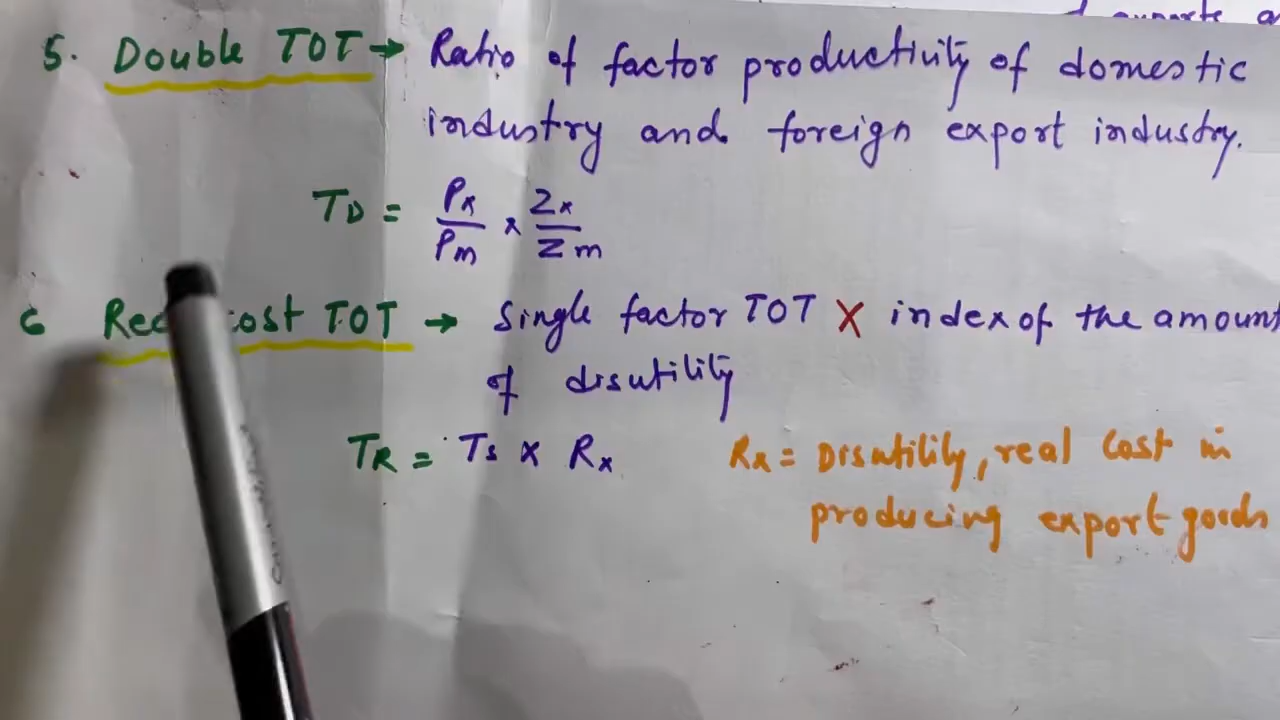 exports a
5. Double TOT → Ratio of factor productivity of domestic
industry and foreign export industry.
TD = Px/Pm × Zx/Zm
6 Real cost TOT → Single factor TOT X index of the amount
of disutility
TR = Ts × Rx
Rx = Disutility, real Cost in
producing export goods